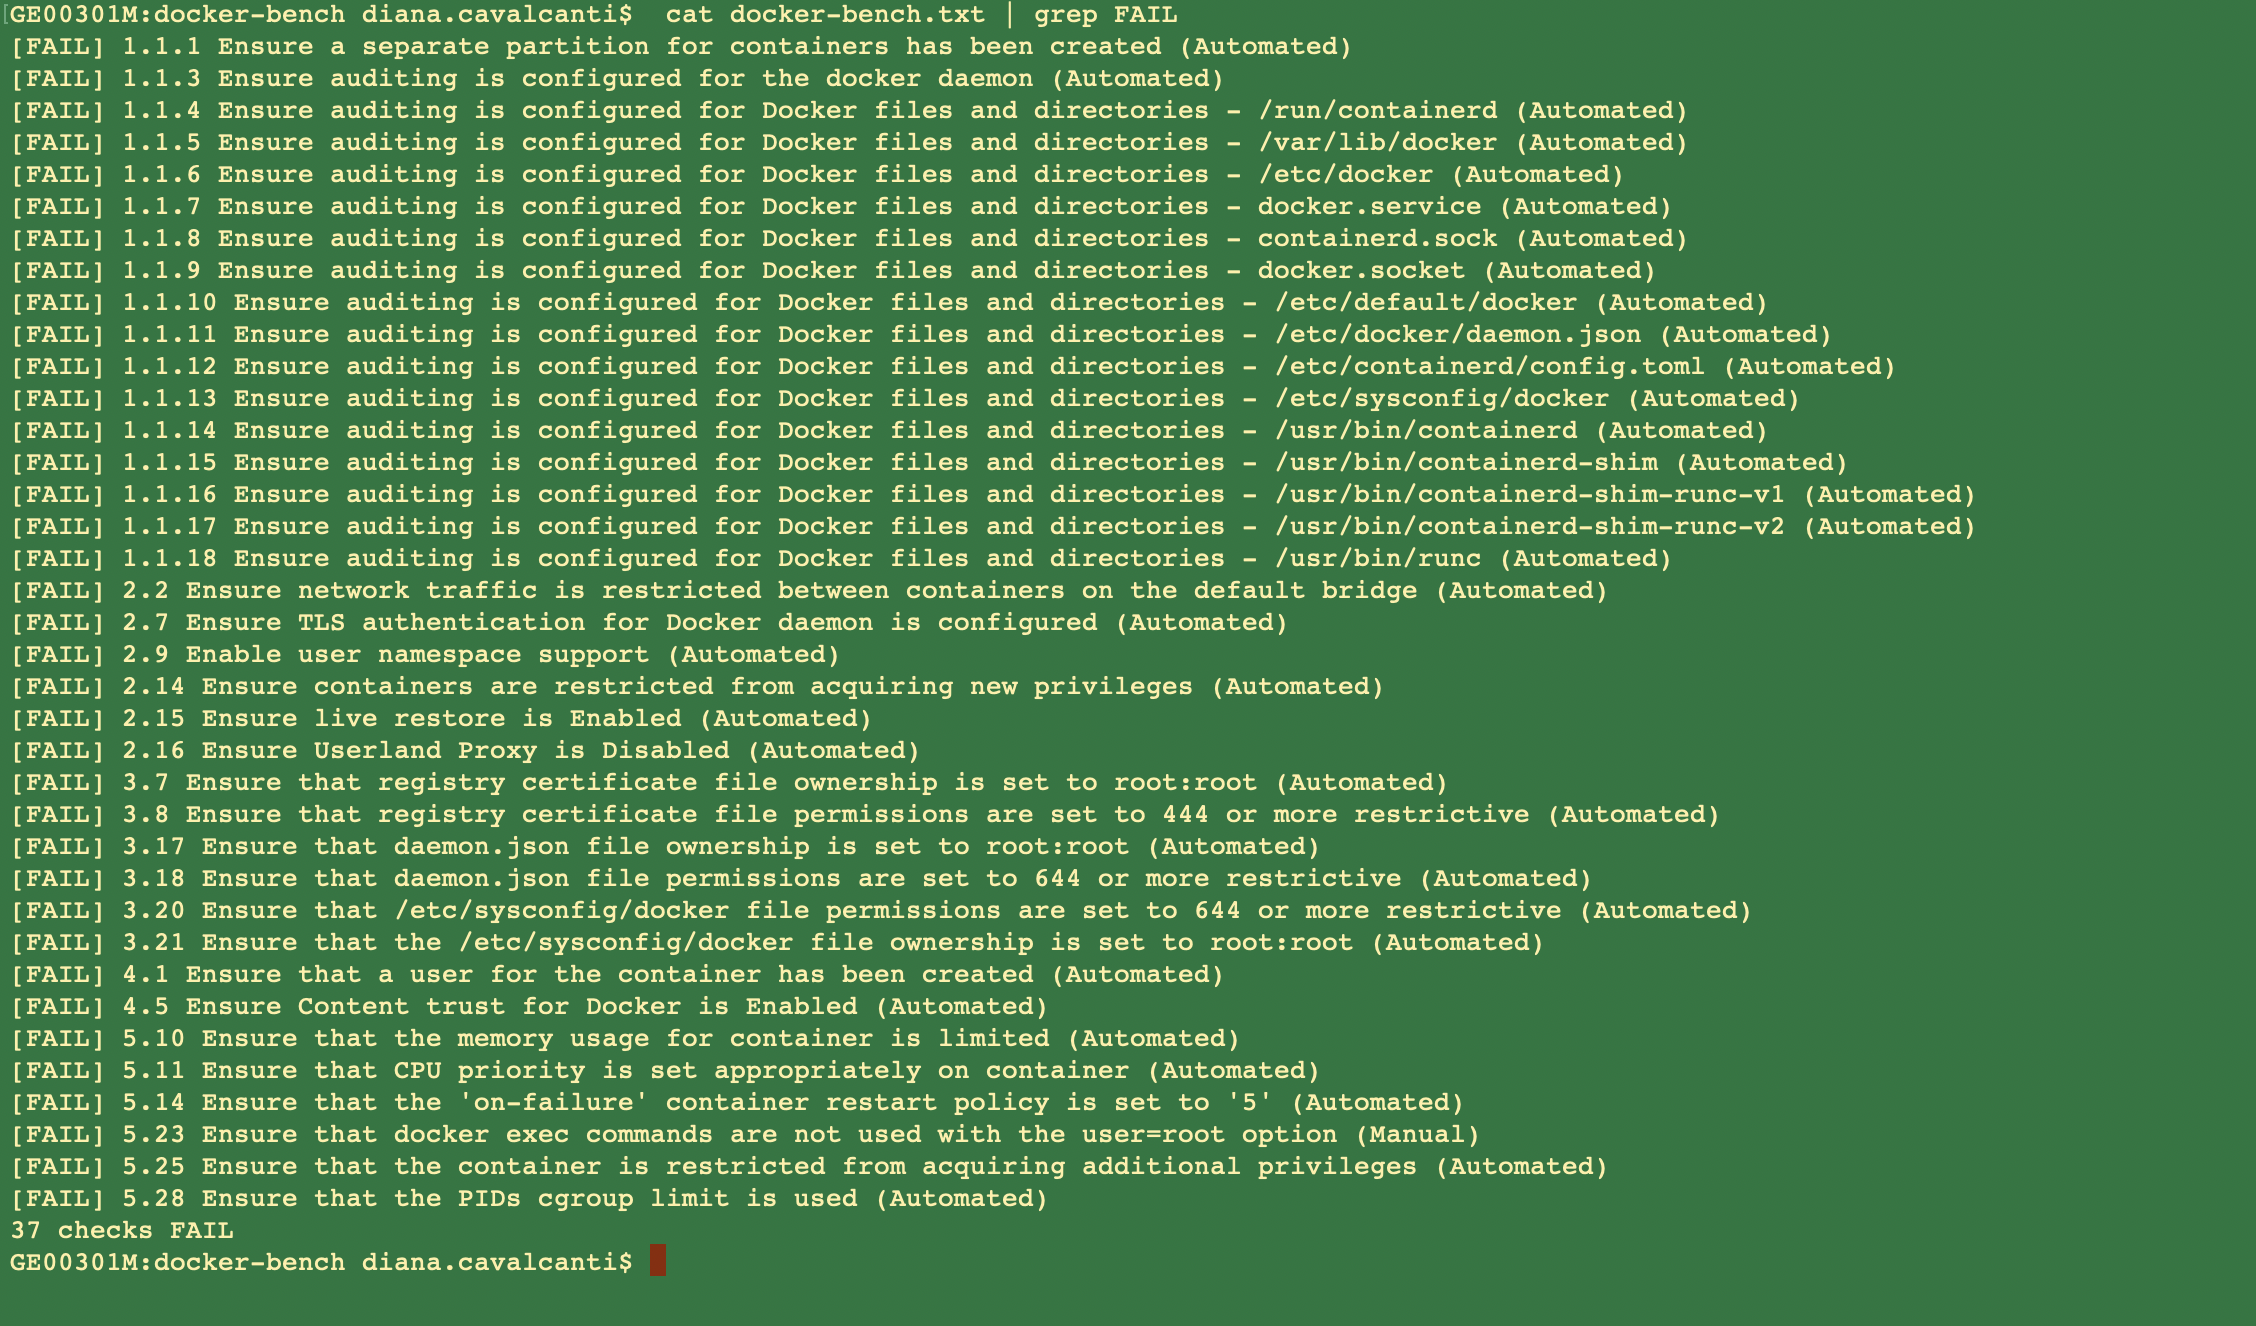 GE00301M:docker-bench diana.cavalcanti$  cat docker-bench.txt | grep FAIL
[FAIL] 1.1.1 Ensure a separate partition for containers has been created (Automated)
[FAIL] 1.1.3 Ensure auditing is configured for the docker daemon (Automated)
[FAIL] 1.1.4 Ensure auditing is configured for Docker files and directories - /run/containerd (Automated)
[FAIL] 1.1.5 Ensure auditing is configured for Docker files and directories - /var/lib/docker (Automated)
[FAIL] 1.1.6 Ensure auditing is configured for Docker files and directories - /etc/docker (Automated)
[FAIL] 1.1.7 Ensure auditing is configured for Docker files and directories - docker.service (Automated)
[FAIL] 1.1.8 Ensure auditing is configured for Docker files and directories - containerd.sock (Automated)
[FAIL] 1.1.9 Ensure auditing is configured for Docker files and directories - docker.socket (Automated)
[FAIL] 1.1.10 Ensure auditing is configured for Docker files and directories - /etc/default/docker (Automated)
[FAIL] 1.1.11 Ensure auditing is configured for Docker files and directories - /etc/docker/daemon.json (Automated)
[FAIL] 1.1.12 Ensure auditing is configured for Docker files and directories - /etc/containerd/config.toml (Automated)
[FAIL] 1.1.13 Ensure auditing is configured for Docker files and directories - /etc/sysconfig/docker (Automated)
[FAIL] 1.1.14 Ensure auditing is configured for Docker files and directories - /usr/bin/containerd (Automated)
[FAIL] 1.1.15 Ensure auditing is configured for Docker files and directories - /usr/bin/containerd-shim (Automated)
[FAIL] 1.1.16 Ensure auditing is configured for Docker files and directories - /usr/bin/containerd-shim-runc-v1 (Automated)
[FAIL] 1.1.17 Ensure auditing is configured for Docker files and directories - /usr/bin/containerd-shim-runc-v2 (Automated)
[FAIL] 1.1.18 Ensure auditing is configured for Docker files and directories - /usr/bin/runc (Automated)
[FAIL] 2.2 Ensure network traffic is restricted between containers on the default bridge (Automated)
[FAIL] 2.7 Ensure TLS authentication for Docker daemon is configured (Automated)
[FAIL] 2.9 Enable user namespace support (Automated)
[FAIL] 2.14 Ensure containers are restricted from acquiring new privileges (Automated)
[FAIL] 2.15 Ensure live restore is Enabled (Automated)
[FAIL] 2.16 Ensure Userland Proxy is Disabled (Automated)
[FAIL] 3.7 Ensure that registry certificate file ownership is set to root:root (Automated)
[FAIL] 3.8 Ensure that registry certificate file permissions are set to 444 or more restrictive (Automated)
[FAIL] 3.17 Ensure that daemon.json file ownership is set to root:root (Automated)
[FAIL] 3.18 Ensure that daemon.json file permissions are set to 644 or more restrictive (Automated)
[FAIL] 3.20 Ensure that /etc/sysconfig/docker file permissions are set to 644 or more restrictive (Automated)
[FAIL] 3.21 Ensure that the /etc/sysconfig/docker file ownership is set to root:root (Automated)
[FAIL] 4.1 Ensure that a user for the container has been created (Automated)
[FAIL] 4.5 Ensure Content trust for Docker is Enabled (Automated)
[FAIL] 5.10 Ensure that the memory usage for container is limited (Automated)
[FAIL] 5.11 Ensure that CPU priority is set appropriately on container (Automated)
[FAIL] 5.14 Ensure that the 'on-failure' container restart policy is set to '5' (Automated)
[FAIL] 5.23 Ensure that docker exec commands are not used with the user=root option (Manual)
[FAIL] 5.25 Ensure that the container is restricted from acquiring additional privileges (Automated)
[FAIL] 5.28 Ensure that the PIDs cgroup limit is used (Automated)
37 checks FAIL
GE00301M:docker-bench diana.cavalcanti$